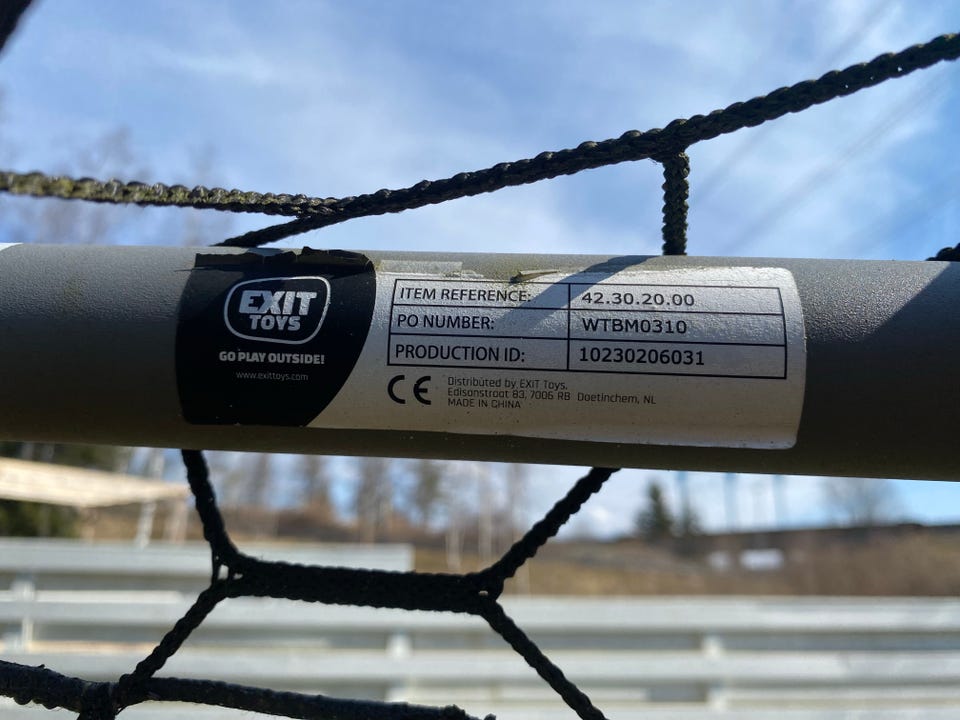 EXIT
TOYS
GO PLAY OUTSIDE!
www.exittoys.com
ITEM REFERENCE: 42.30.20.00
PO NUMBER: WTBM0310
PRODUCTION ID: 10230206031
CE Distributed by EXIT Toys.
Edisonstraat 83, 7006 RB Doetinchem, NL
MADE IN CHINA